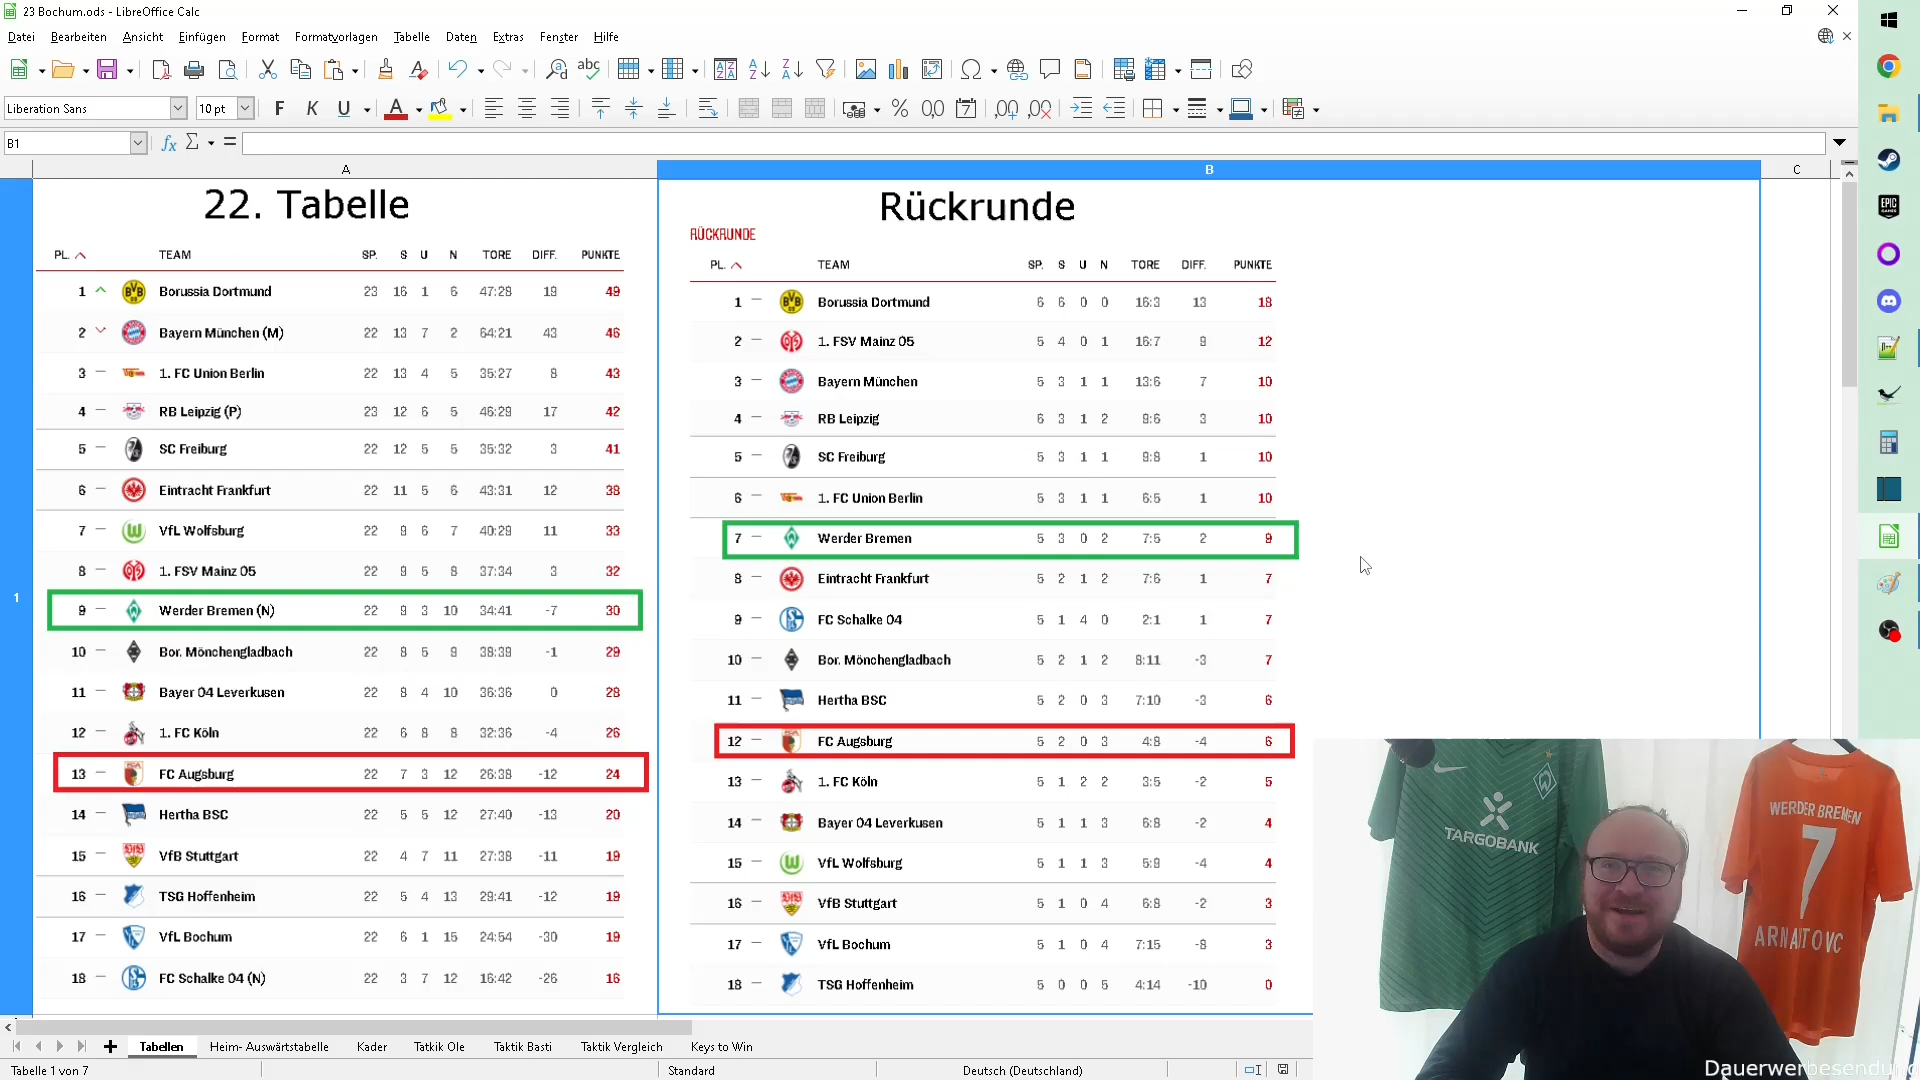 23 Bochum.ods - LibreOffice Calc
Datei Bearbeiten Ansicht Einfügen Format Formatvorlagen Tabelle Daten Extras Fenster Hilfe
Liberation Sans 10 pt F K U
B1
A B C
1
22. Tabelle
PL. TEAM SP. S U N TORE DIFF. PUNKTE
1 Borussia Dortmund 23 16 1 6 47:28 19 49
2 Bayern München (M) 22 13 7 2 64:21 43 46
3 1. FC Union Berlin 22 13 4 5 35:27 8 43
4 RB Leipzig (P) 23 12 6 5 46:29 17 42
5 SC Freiburg 22 12 5 5 35:32 3 41
6 Eintracht Frankfurt 22 11 5 6 43:31 12 38
7 VfL Wolfsburg 22 9 6 7 40:29 11 33
8 1. FSV Mainz 05 22 9 5 8 37:34 3 32
9 Werder Bremen (N) 22 9 3 10 34:41 -7 30
10 Bor. Mönchengladbach 22 8 5 9 38:39 -1 29
11 Bayer 04 Leverkusen 22 8 4 10 36:36 0 28
12 1. FC Köln 22 6 8 8 32:36 -4 26
13 FC Augsburg 22 7 3 12 26:38 -12 24
14 Hertha BSC 22 5 5 12 27:40 -13 20
15 VfB Stuttgart 22 4 7 11 27:38 -11 19
16 TSG Hoffenheim 22 5 4 13 29:41 -12 19
17 VfL Bochum 22 6 1 15 24:54 -30 19
18 FC Schalke 04 (N) 22 3 7 12 16:42 -26 16
Rückrunde
RÜCKRUNDE
PL. TEAM SP. S U N TORE DIFF. PUNKTE
1 Borussia Dortmund 6 6 0 0 16:3 13 18
2 1. FSV Mainz 05 5 4 0 1 16:7 9 12
3 Bayern München 5 3 1 1 13:6 7 10
4 RB Leipzig 6 3 1 2 9:6 3 10
5 SC Freiburg 5 3 1 1 9:8 1 10
6 1. FC Union Berlin 5 3 1 1 6:5 1 10
7 Werder Bremen 5 3 0 2 7:5 2 9
8 Eintracht Frankfurt 5 2 1 2 7:6 1 7
9 FC Schalke 04 5 1 4 0 2:1 1 7
10 Bor. Mönchengladbach 5 2 1 2 8:11 -3 7
11 Hertha BSC 5 2 0 3 7:10 -3 6
12 FC Augsburg 5 2 0 3 4:8 -4 6
13 1. FC Köln 5 1 2 2 3:5 -2 5
14 Bayer 04 Leverkusen 5 1 1 3 6:8 -2 4
15 VfL Wolfsburg 5 1 1 3 5:9 -4 4
16 VfB Stuttgart 5 1 0 4 6:8 -2 3
17 VfL Bochum 5 1 0 4 7:15 -8 3
18 TSG Hoffenheim 5 0 0 5 4:14 -10 0
TARGOBANK
WERDER BREMEN
7
Dauerwerbesendung
Tabellen Heim- Auswärtstabelle Kader Tatkik Ole Taktik Basti Taktik Vergleich Keys to Win
Tabelle 1 von 7 Standard Deutsch (Deutschland)